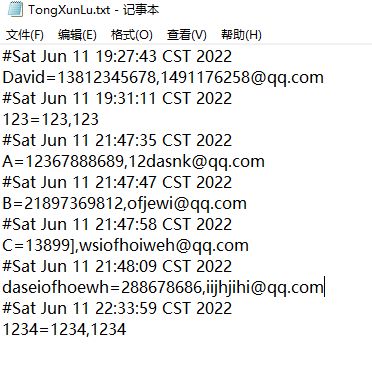 TongXunLu.txt - 记事本
文件(F) 编辑(E) 格式(O) 查看(V) 帮助(H)
#Sat Jun 11 19:27:43 CST 2022
David=13812345678,1491176258@qq.com
#Sat Jun 11 19:31:11 CST 2022
123=123,123
#Sat Jun 11 21:47:35 CST 2022
A=12367888689,12dasnk@qq.com
#Sat Jun 11 21:47:47 CST 2022
B=21897369812,ofjewi@qq.com
#Sat Jun 11 21:47:58 CST 2022
C=13899],wsiofhoiweh@qq.com
#Sat Jun 11 21:48:09 CST 2022
daseiofhoewh=288678686,iijhjihi@qq.com
#Sat Jun 11 22:33:59 CST 2022
1234=1234,1234